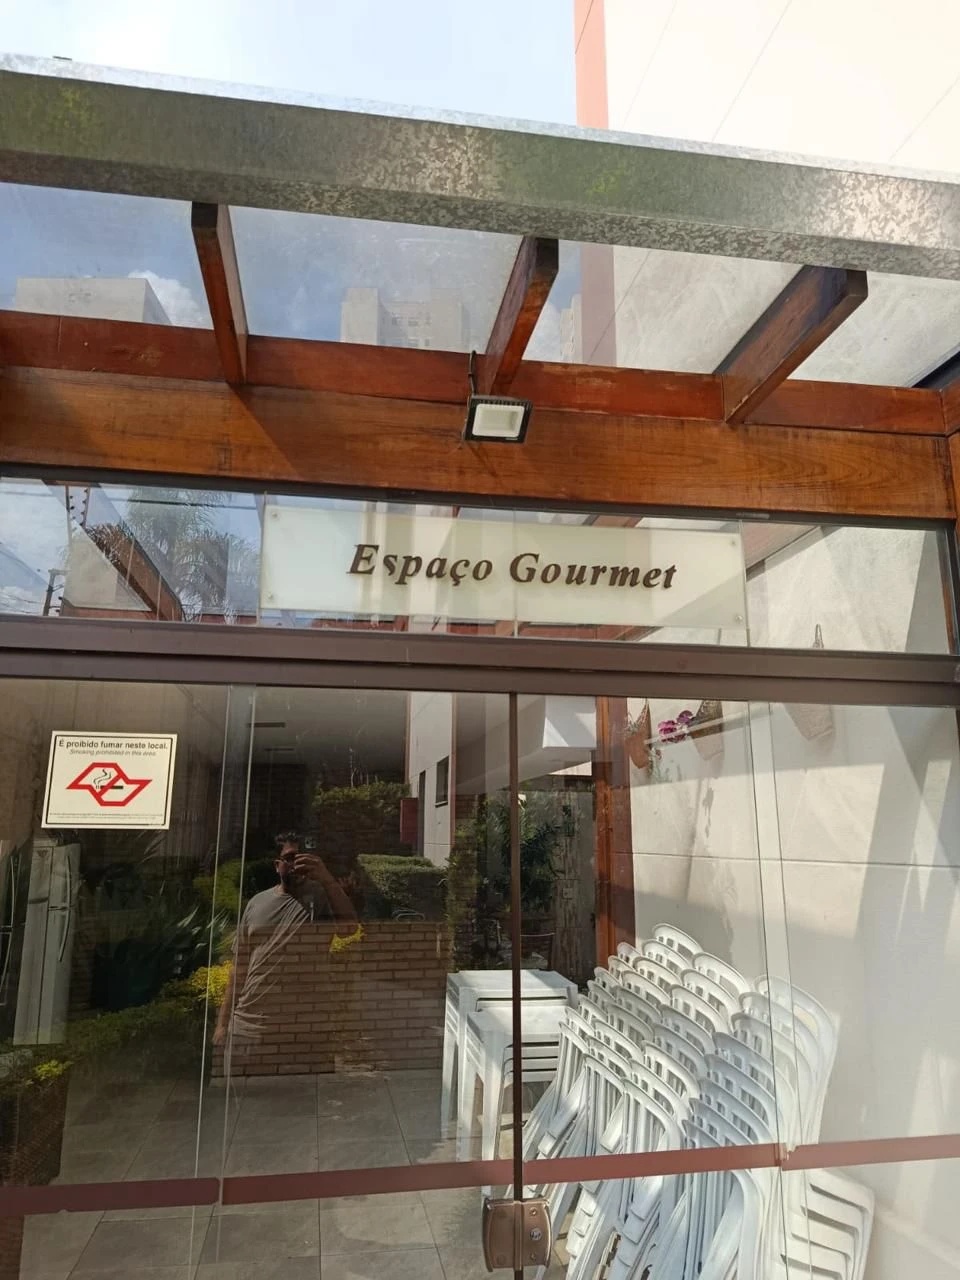 Espaço Gourmet
É proibido fumar neste local.
Smoking prohibited in this area.